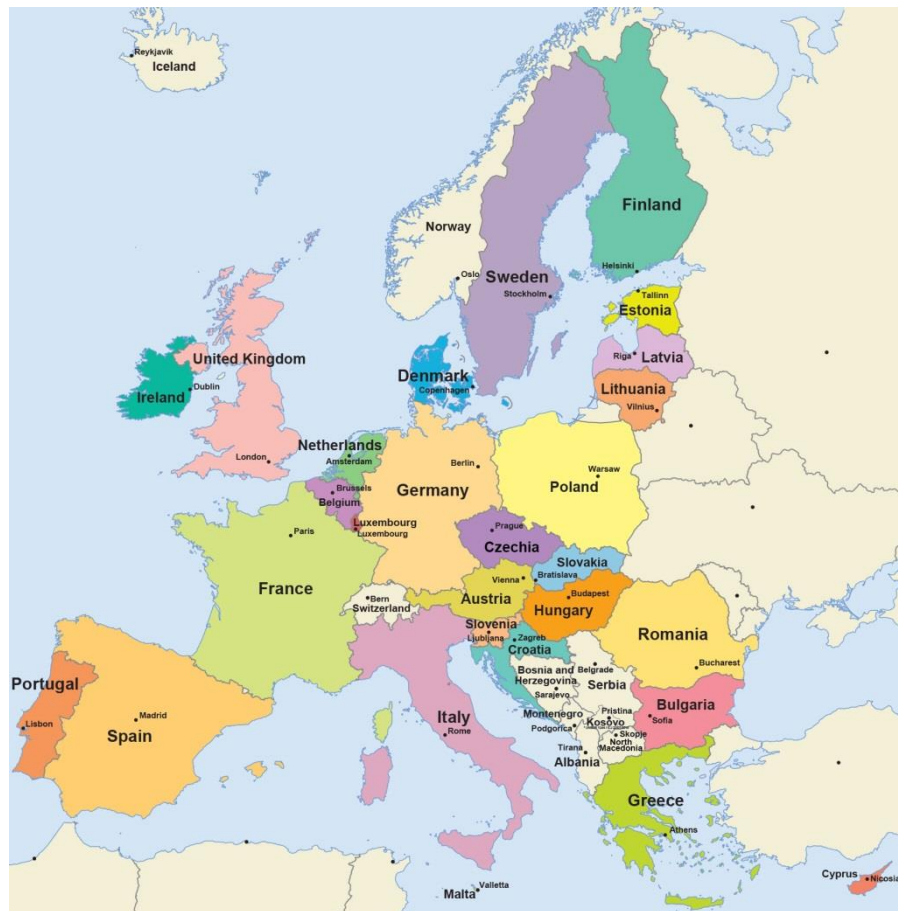 Reykjavík
Iceland
Norway
Oslo
Sweden
Stockholm
Finland
Helsinki
Tallinn
Estonia
Riga
Latvia
Lithuania
Vilnius
United Kingdom
London
Ireland
Dublin
Denmark
Copenhagen
Netherlands
Amsterdam
Brussels
Belgium
Luxembourg
Luxembourg
Berlin
Germany
Warsaw
Poland
Prague
Czechia
Slovakia
Bratislava
Vienna
Austria
Budapest
Hungary
Paris
France
Bern
Switzerland
Slovenia
Ljubljana
Zagreb
Croatia
Romania
Bucharest
Bosnia and
Herzegovina
Sarajevo
Belgrade
Serbia
Montenegro
Podgorica
Pristina
Kosovo
Skopje
North
Macedonia
Tirana
Albania
Bulgaria
Sofia
Portugal
Lisbon
Madrid
Spain
Italy
Rome
Greece
Athens
Valletta
Malta
Cyprus
Nicosia